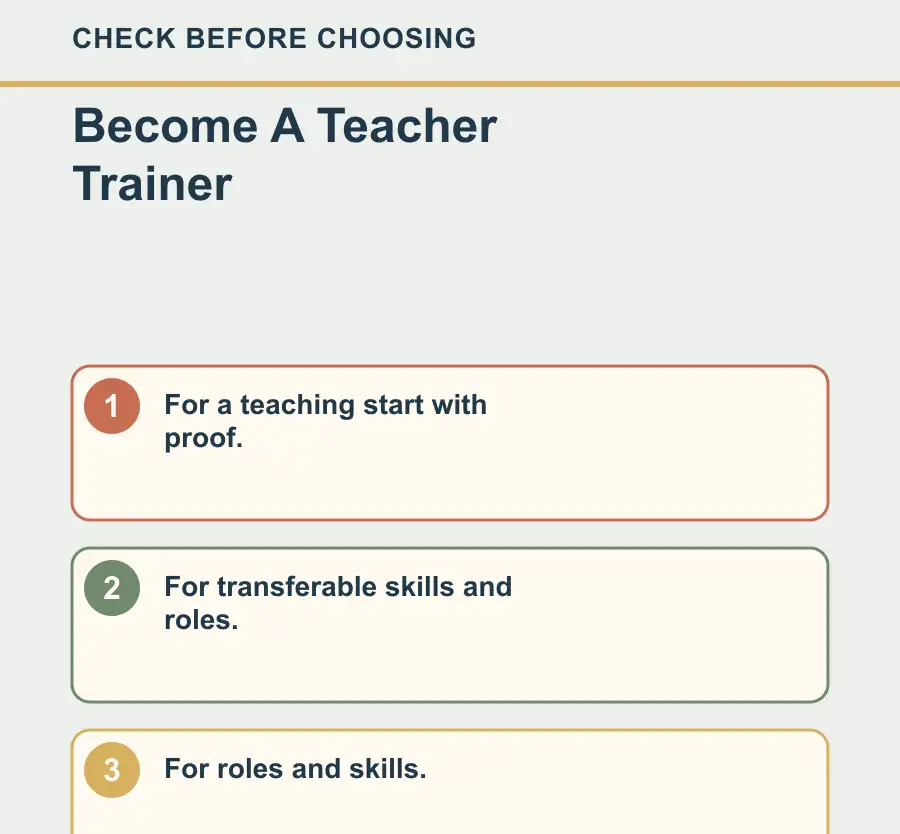 CHECK BEFORE CHOOSING
Become A Teacher
Trainer
1
For a teaching start with
proof.
2
For transferable skills and
roles.
3
For roles and skills.